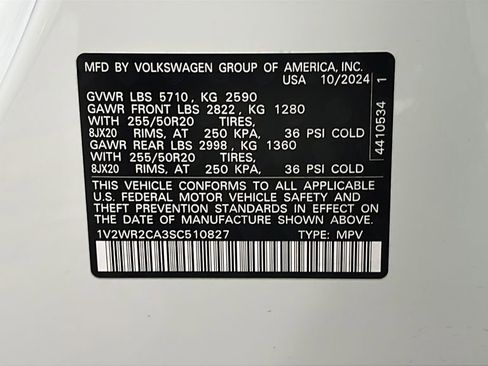 MFD BY VOLKSWAGEN GROUP OF AMERICA, INC.
USA 10/2024
GVWR LBS 5710, KG 2590
GAWR FRONT LBS 2822, KG 1280
WITH 255/50R20 TIRES,
8JX20 RIMS, AT 250 KPA, 36 PSI COLD
GAWR REAR LBS 2998, KG 1360
WITH 255/50R20 TIRES,
8JX20 RIMS, AT 250 KPA, 36 PSI COLD
THIS VEHICLE CONFORMS TO ALL APPLICABLE
U.S. FEDERAL MOTOR VEHICLE SAFETY AND
THEFT PREVENTION STANDARDS IN EFFECT ON
THE DATE OF MANUFACTURE SHOWN ABOVE.
1V2WR2CA3SC510827 TYPE: MPV
4410534 1